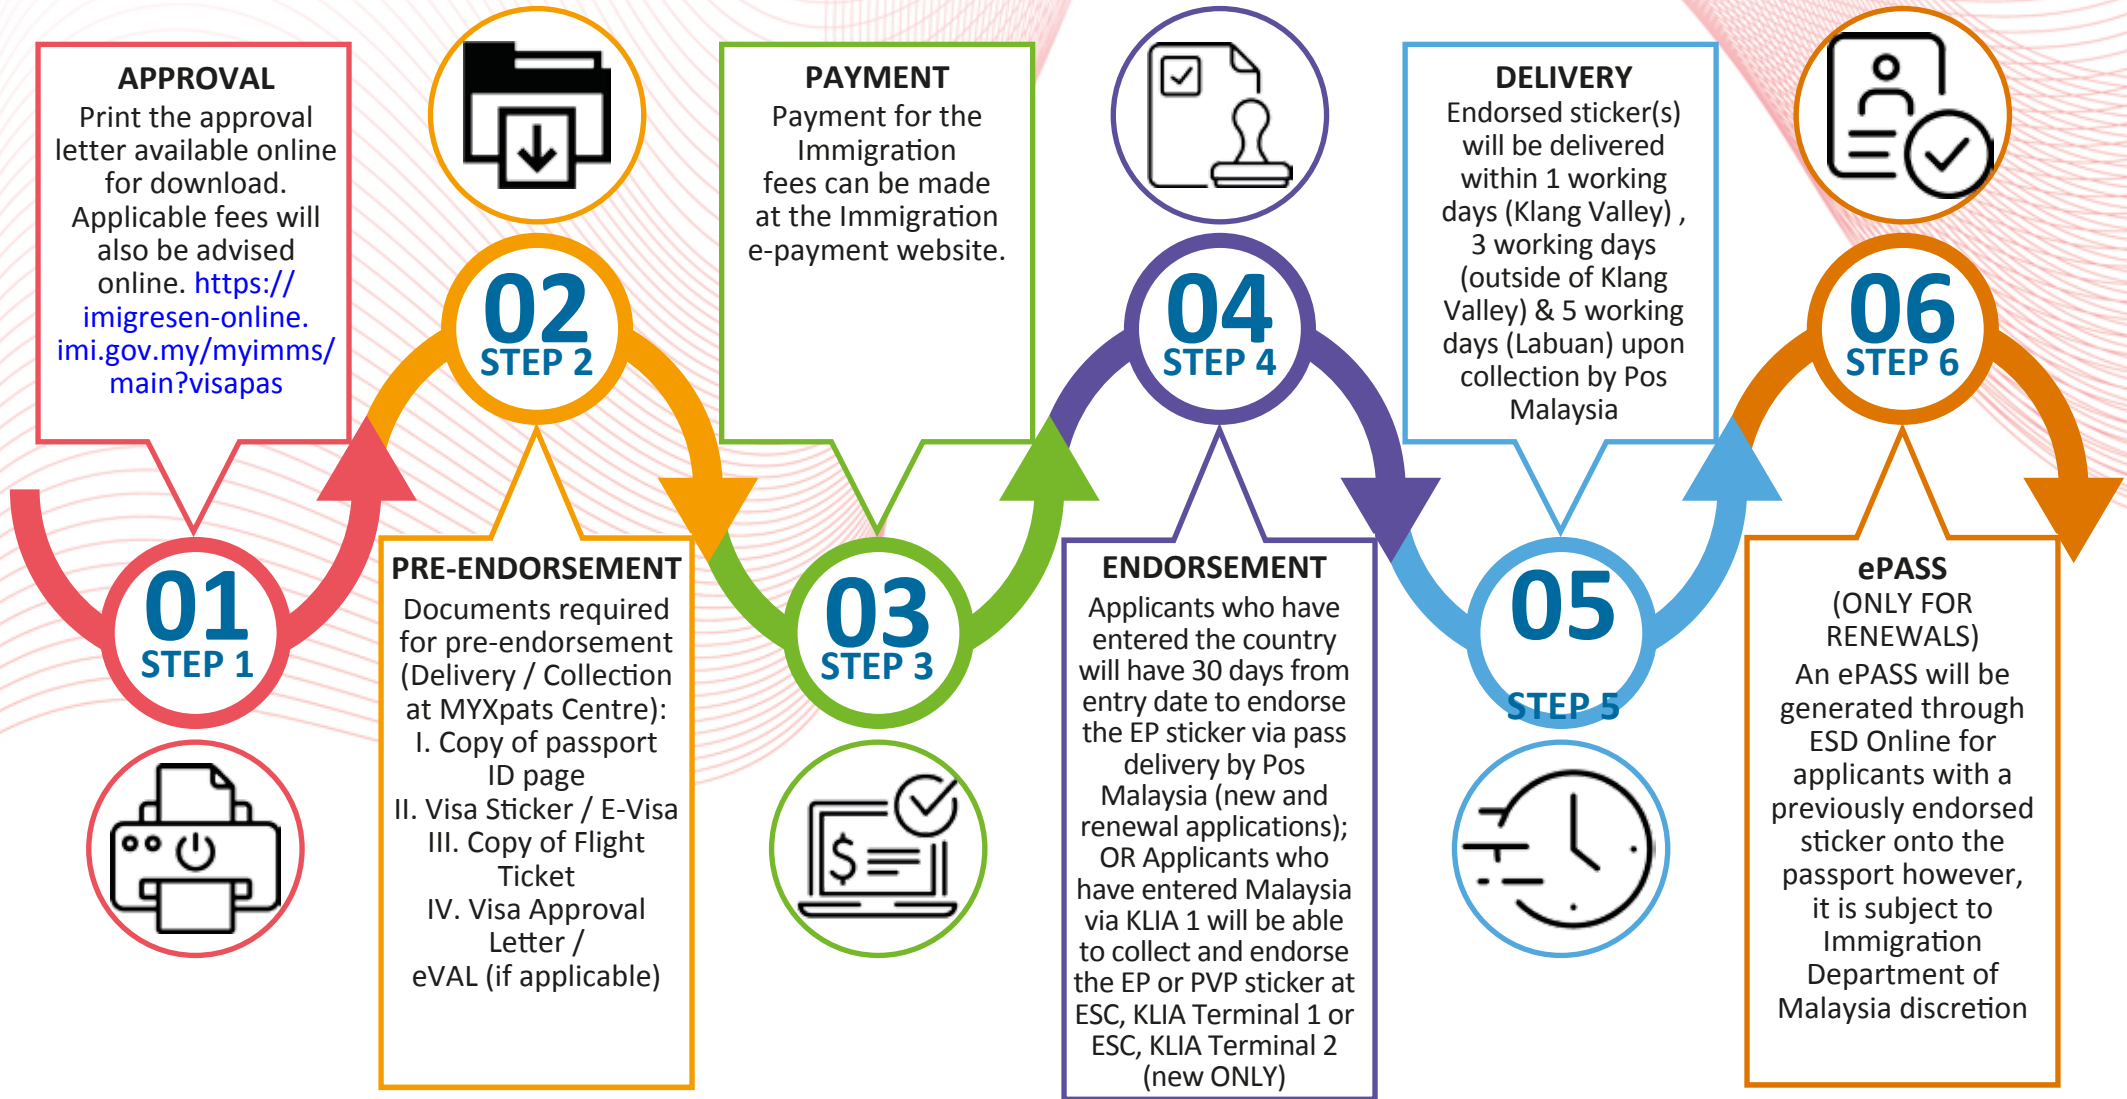 APPROVAL
Print the approval
letter available online
for download.
Applicable fees will
also be advised
online. https://
imigresen-online.
imi.gov.my/myimms/
main?visapas
01
STEP 1
02
STEP 2
PRE-ENDORSEMENT
Documents required
for pre-endorsement
(Delivery / Collection
at MYXpats Centre):
I. Copy of passport
ID page
II. Visa Sticker / E-Visa
III. Copy of Flight
Ticket
IV. Visa Approval
Letter /
eVAL (if applicable)
PAYMENT
Payment for the
Immigration
fees can be made
at the Immigration
e-payment website.
03
STEP 3
$
04
STEP 4
ENDORSEMENT
Applicants who have
entered the country
will have 30 days from
entry date to endorse
the EP sticker via pass
delivery by Pos
Malaysia (new and
renewal applications);
OR Applicants who
have entered Malaysia
via KLIA 1 will be able
to collect and endorse
the EP or PVP sticker at
ESC, KLIA Terminal 1 or
ESC, KLIA Terminal 2
(new ONLY)
DELIVERY
Endorsed sticker(s)
will be delivered
within 1 working
days (Klang Valley) ,
3 working days
(outside of Klang
Valley) & 5 working
days (Labuan) upon
collection by Pos
Malaysia
05
STEP 5
06
STEP 6
ePASS
(ONLY FOR
RENEWALS)
An ePASS will be
generated through
ESD Online for
applicants with a
previously endorsed
sticker onto the
passport however,
it is subject to
Immigration
Department of
Malaysia discretion